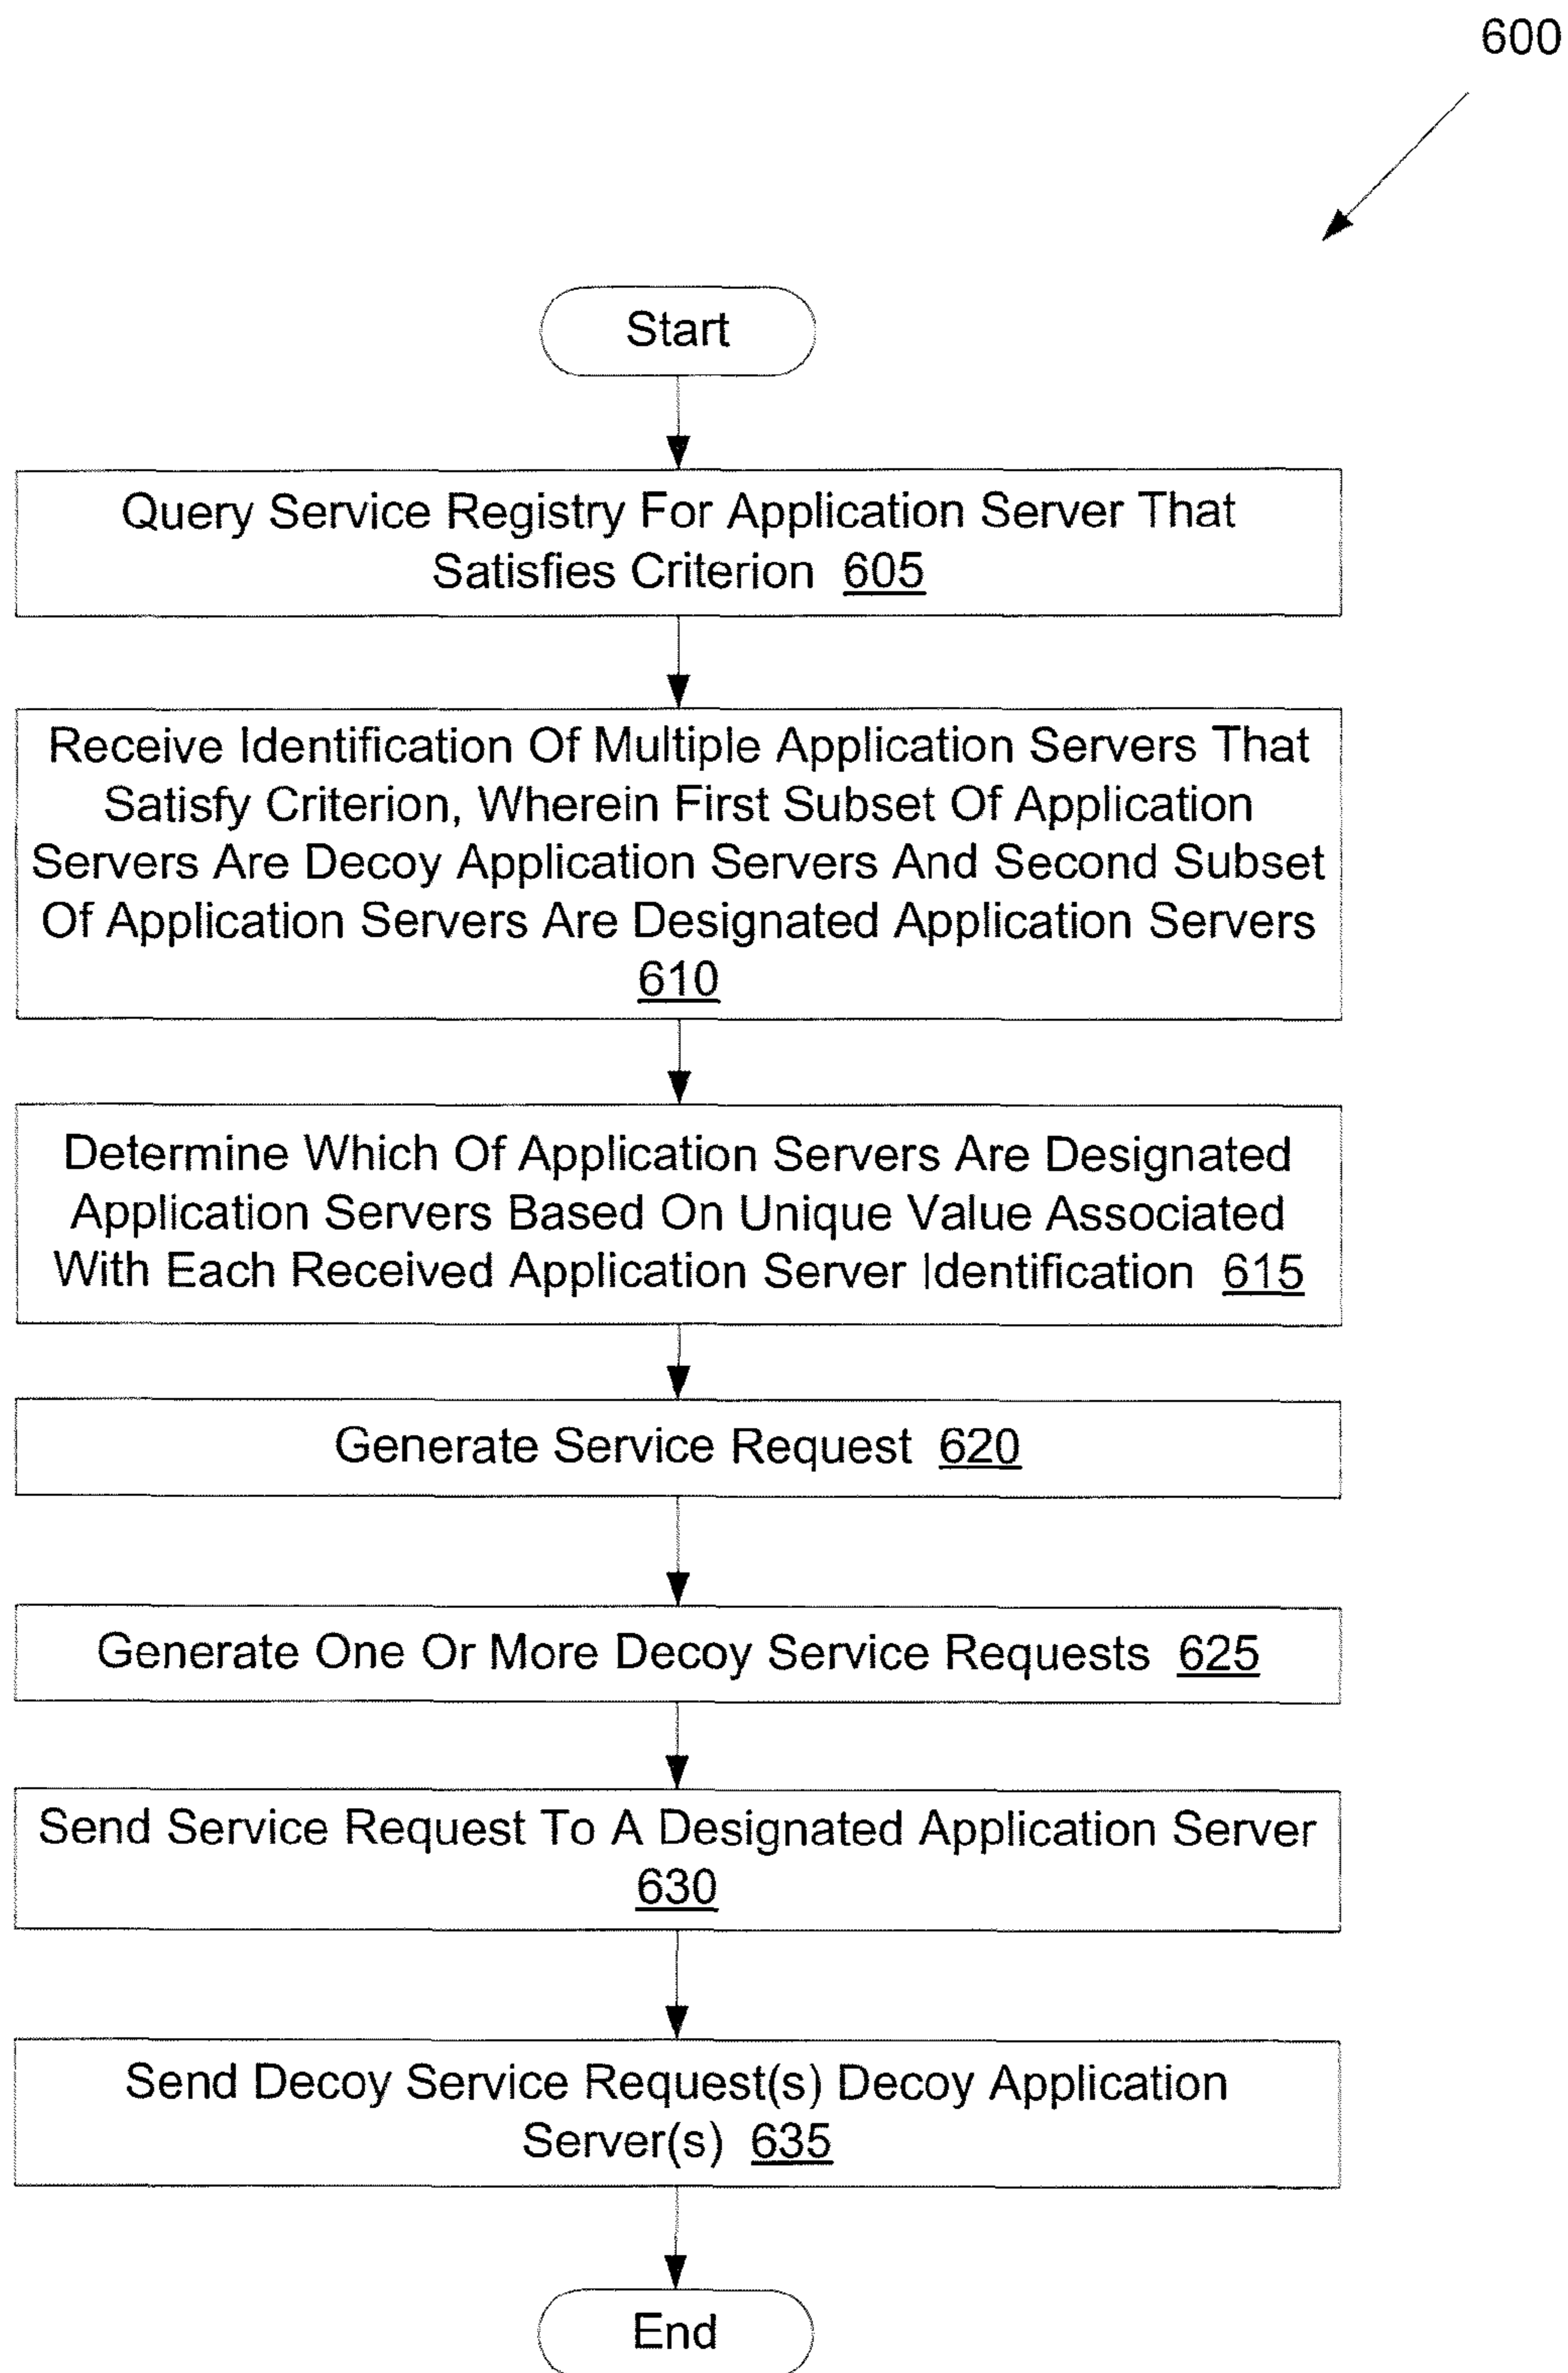 600
Start
Query Service Registry For Application Server That
Satisfies Criterion 605
Receive Identification Of Multiple Application Servers That
Satisfy Criterion, Wherein First Subset Of Application
Servers Are Decoy Application Servers And Second Subset
Of Application Servers Are Designated Application Servers
610
Determine Which Of Application Servers Are Designated
Application Servers Based On Unique Value Associated
With Each Received Application Server Identification 615
Generate Service Request 620
Generate One Or More Decoy Service Requests 625
Send Service Request To A Designated Application Server
630
Send Decoy Service Request(s) Decoy Application
Server(s) 635
End